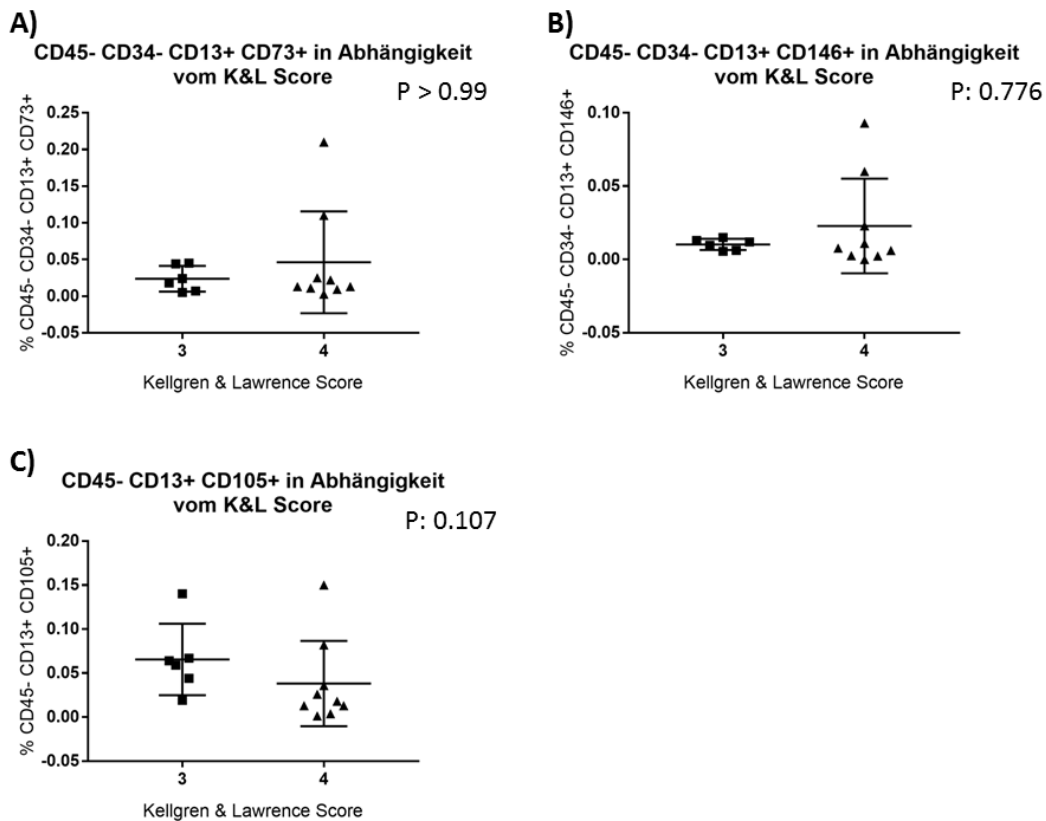 A)
CD45- CD34- CD13+ CD73+ in Abhängigkeit
vom K&L Score
P > 0.99
% CD45- CD34- CD13+ CD73+
0.25
0.20
0.15
0.10
0.05
0.00
-0.05
3 4
Kellgren & Lawrence Score
B)
CD45- CD34- CD13+ CD146+ in Abhängigkeit
vom K&L Score
P: 0.776
% CD45- CD34- CD13+ CD146+
0.10
0.05
0.00
-0.05
3 4
Kellgren & Lawrence Score
C)
CD45- CD13+ CD105+ in Abhängigkeit
vom K&L Score
P: 0.107
% CD45- CD13+ CD105+
0.20
0.15
0.10
0.05
0.00
-0.05
3 4
Kellgren & Lawrence Score